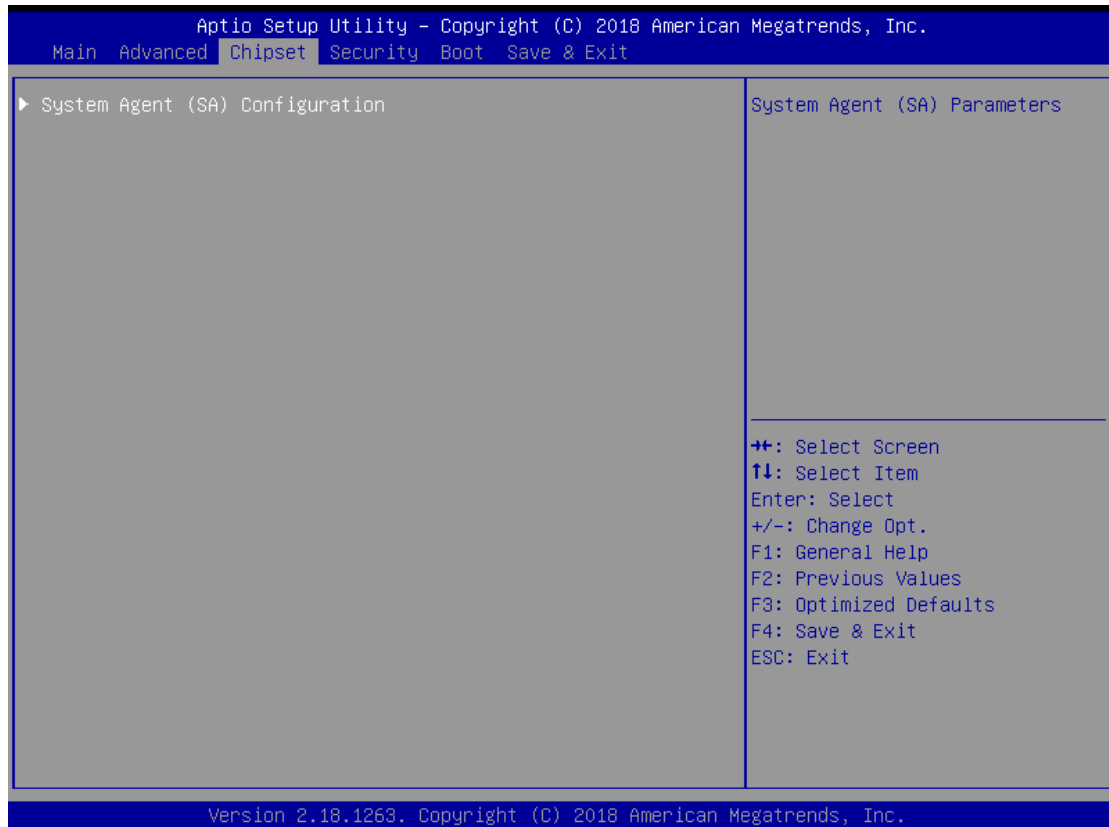 Aptio Setup Utility – Copyright (C) 2018 American Megatrends, Inc.
Main Advanced Chipset Security Boot Save & Exit
▶ System Agent (SA) Configuration
System Agent (SA) Parameters
→←: Select Screen
↑↓: Select Item
Enter: Select
+/-: Change Opt.
F1: General Help
F2: Previous Values
F3: Optimized Defaults
F4: Save & Exit
ESC: Exit
Version 2.18.1263. Copyright (C) 2018 American Megatrends, Inc.